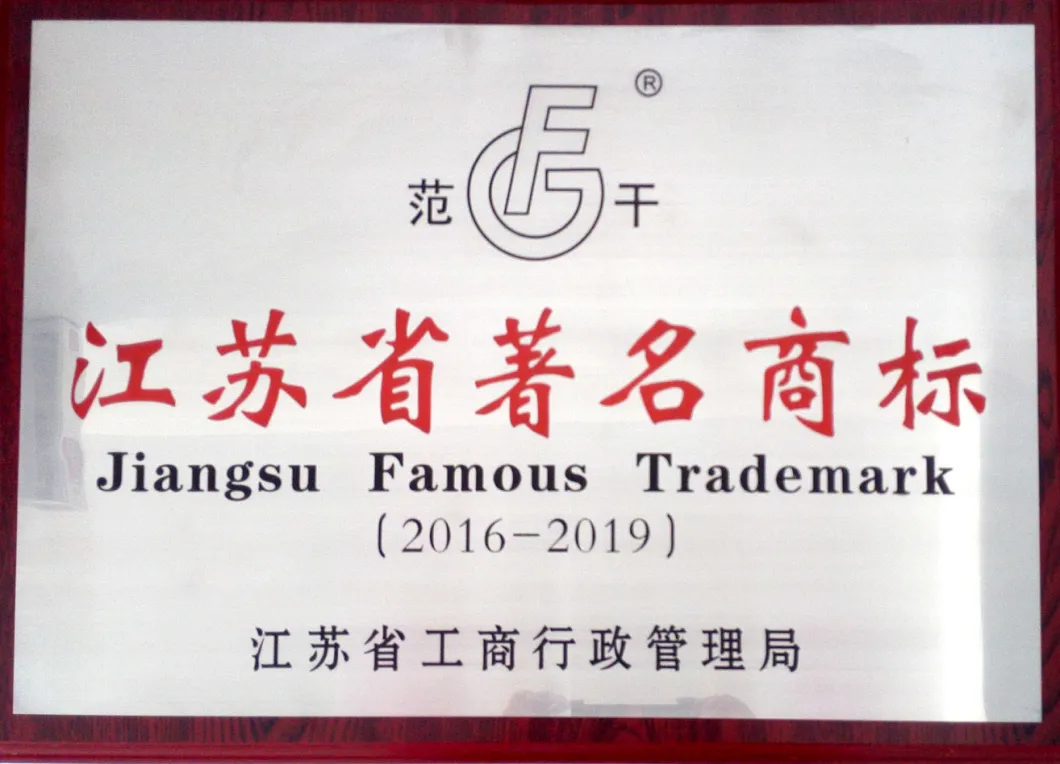 ®
范 FG 干
江苏省著名商标
Jiangsu Famous Trademark
(2016-2019)
江苏省工商行政管理局